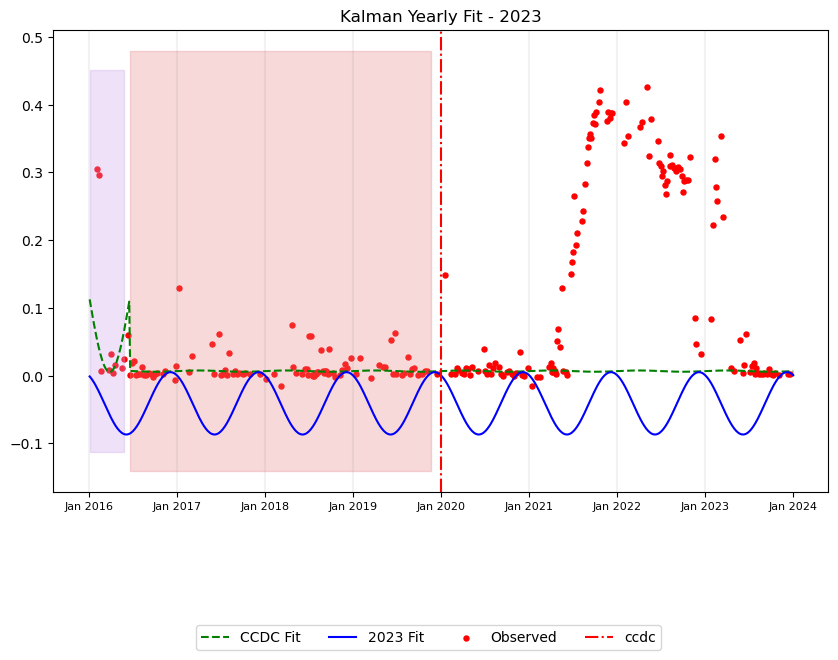 Kalman Yearly Fit - 2023
0.5
0.4
0.3
0.2
0.1
0.0
−0.1
Jan 2016 Jan 2017 Jan 2018 Jan 2019 Jan 2020 Jan 2021 Jan 2022 Jan 2023 Jan 2024
CCDC Fit 2023 Fit Observed ccdc